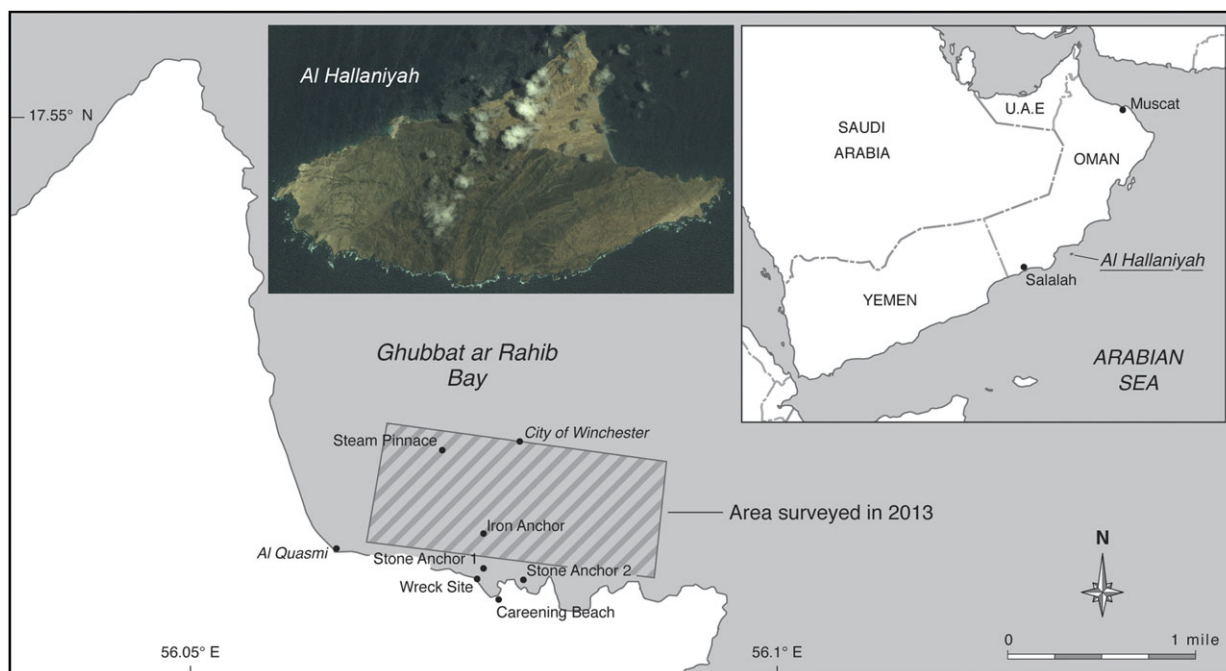 Al Hallaniyah
17.55° N
Ghubbat ar Rahib
Bay
Steam Pinnace
City of Winchester
Iron Anchor
Area surveyed in 2013
Al Quasmi
Stone Anchor 1
Stone Anchor 2
Wreck Site
Careening Beach
56.05° E
56.1° E
SAUDI
ARABIA
U.A.E
Muscat
OMAN
Al Hallaniyah
Salalah
YEMEN
ARABIAN
SEA
N
0
1 mile